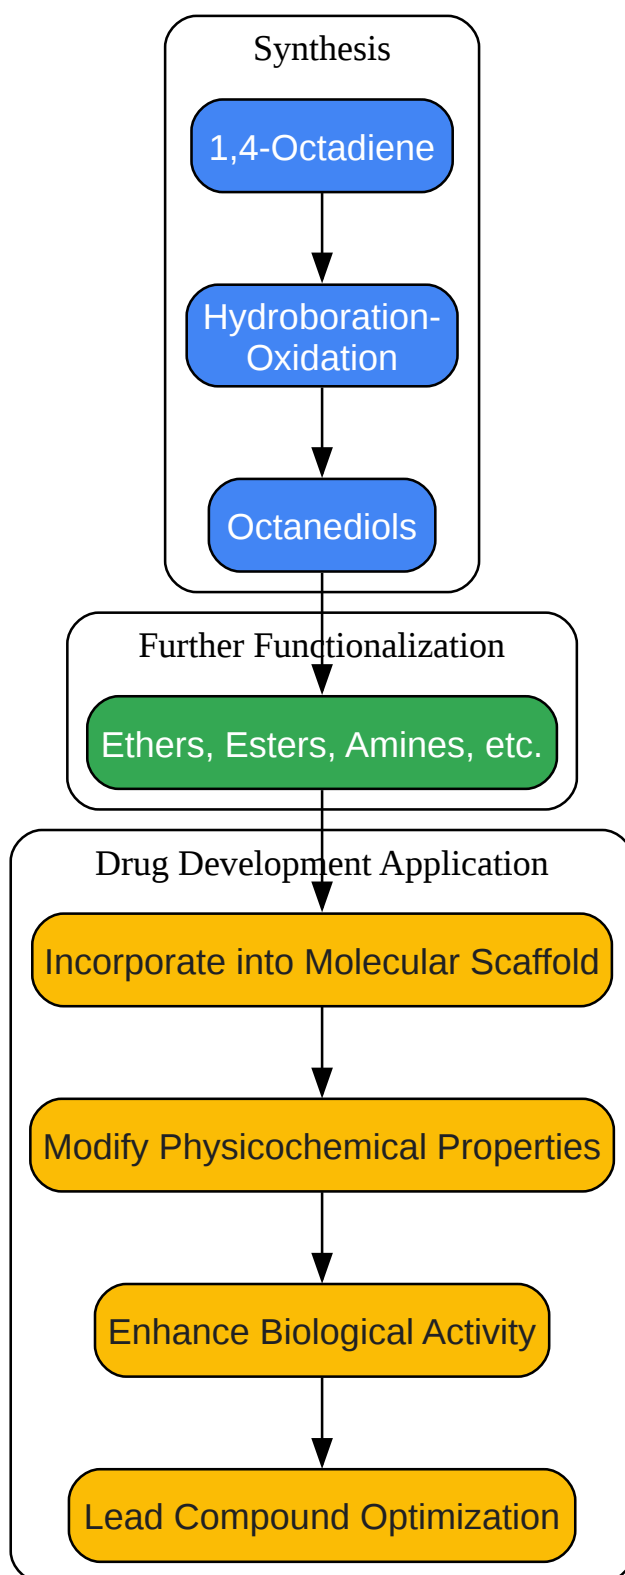 Synthesis
1,4-Octadiene
Hydroboration-
Oxidation
Octanediols
Further Functionalization
Ethers, Esters, Amines, etc.
Drug Development Application
Incorporate into Molecular Scaffold
Modify Physicochemical Properties
Enhance Biological Activity
Lead Compound Optimization